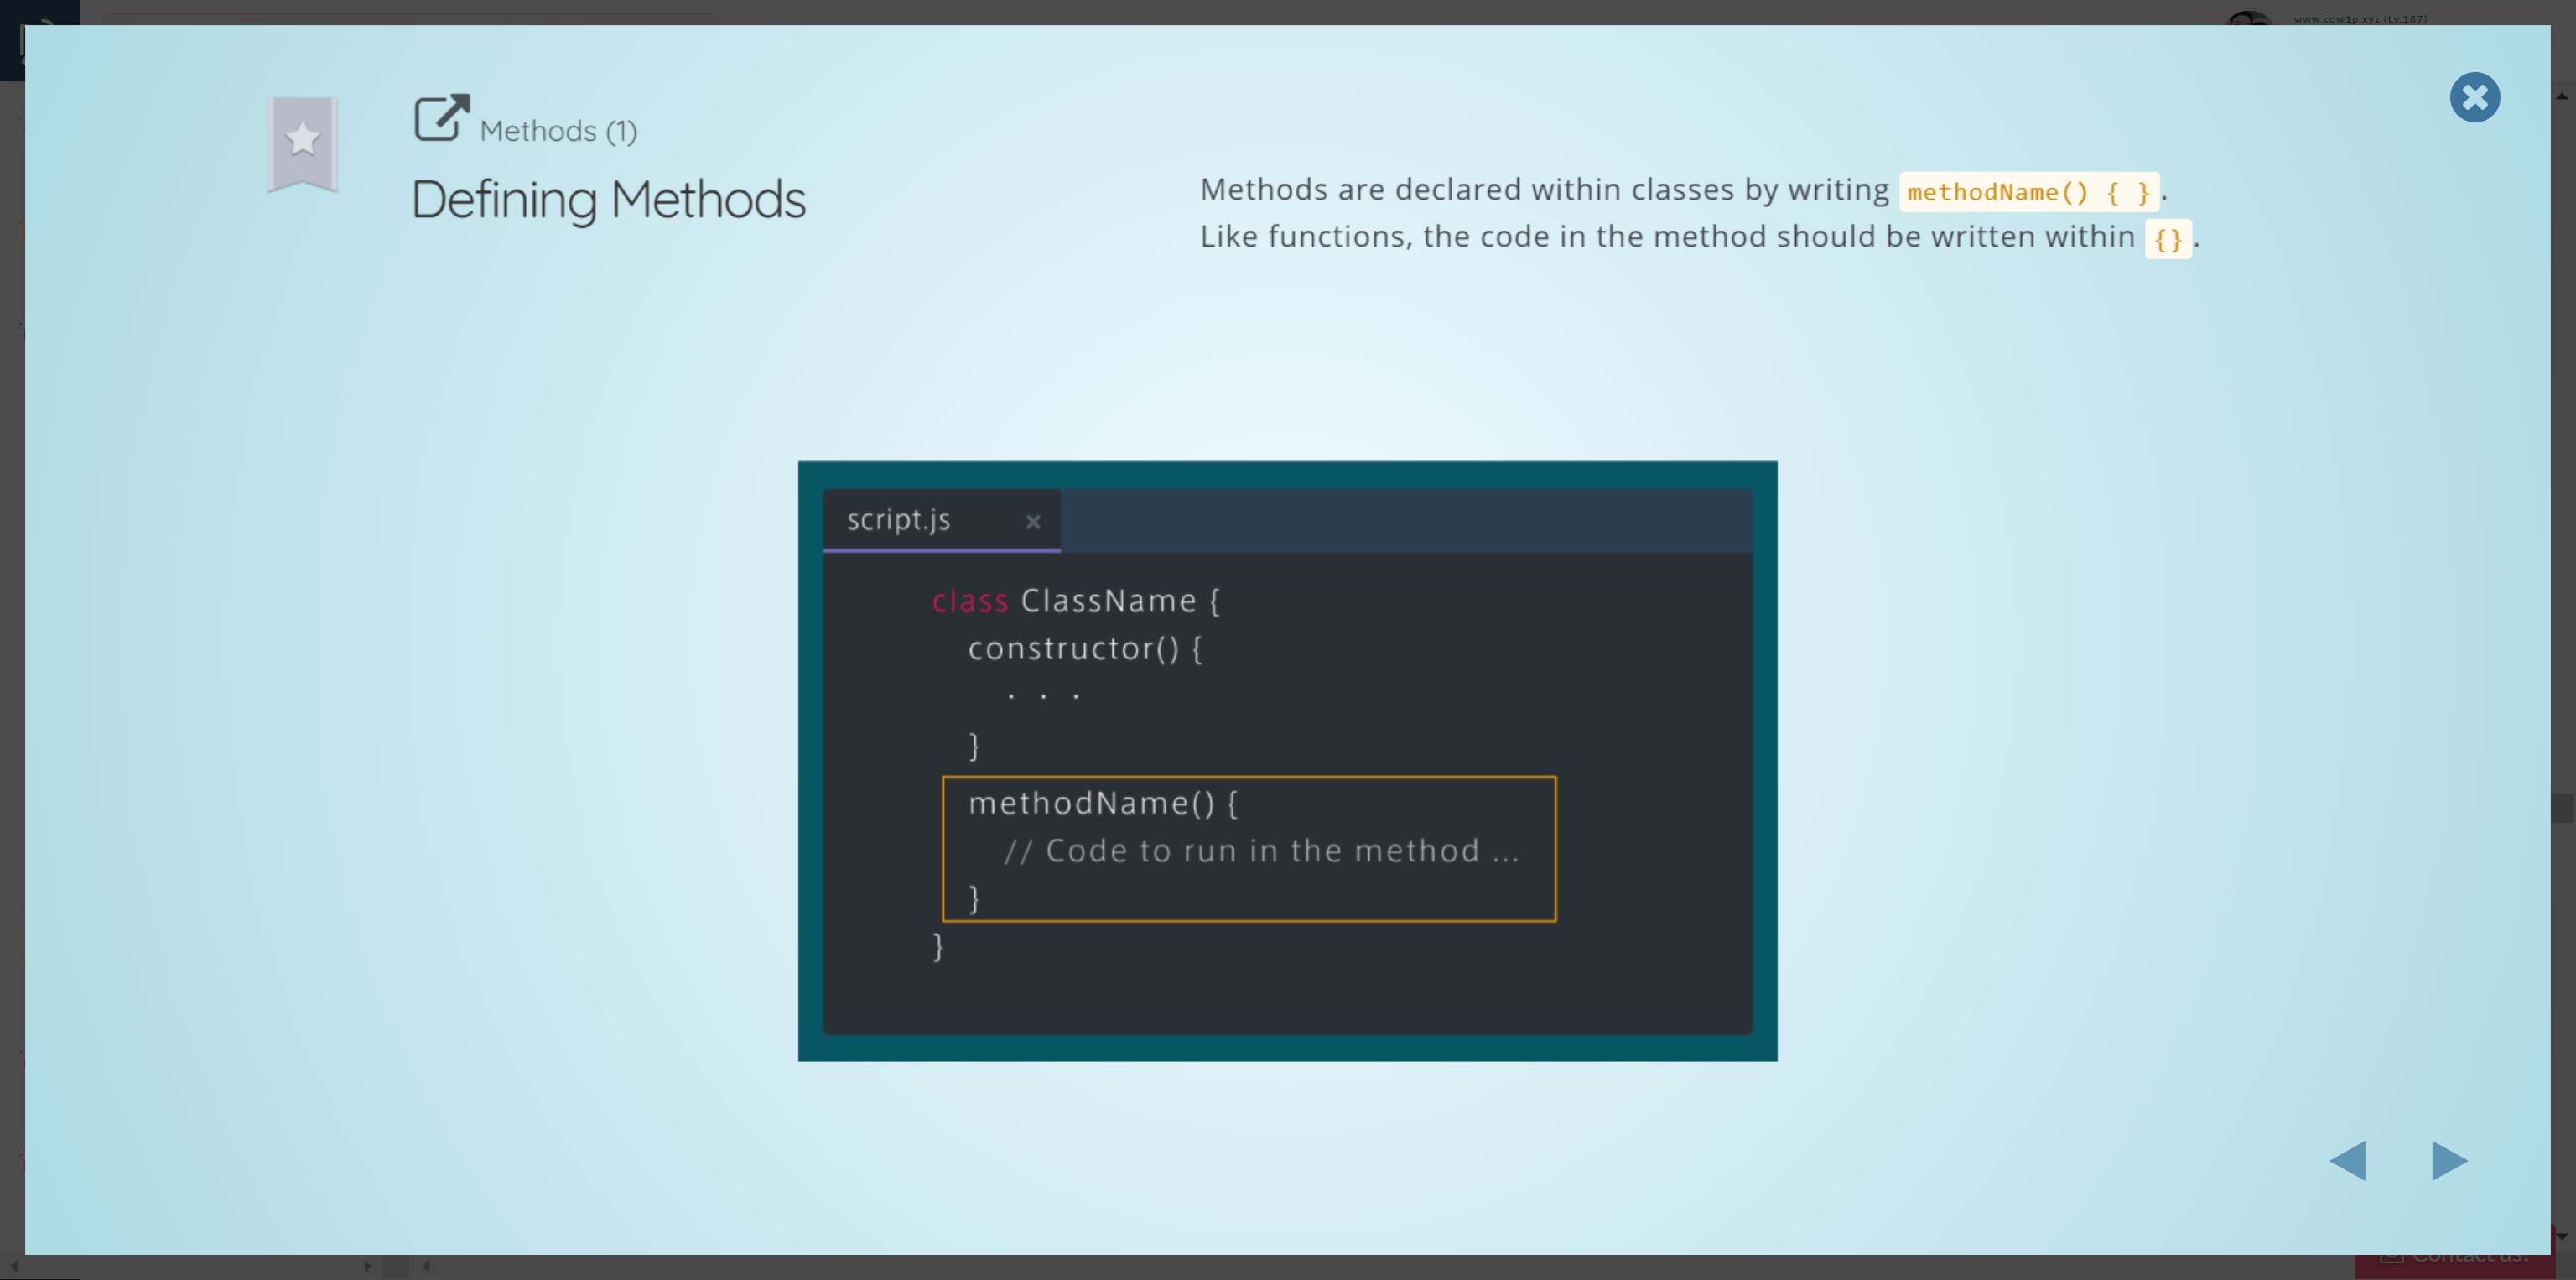 www.cdw1p.xyz (Lv.187)
Methods (1)
Defining Methods
Methods are declared within classes by writing methodName() { }.
Like functions, the code in the method should be written within {}.
script.js ×
class ClassName {
constructor() {
. . .
}
methodName() {
// Code to run in the method ...
}
}
Contact us!